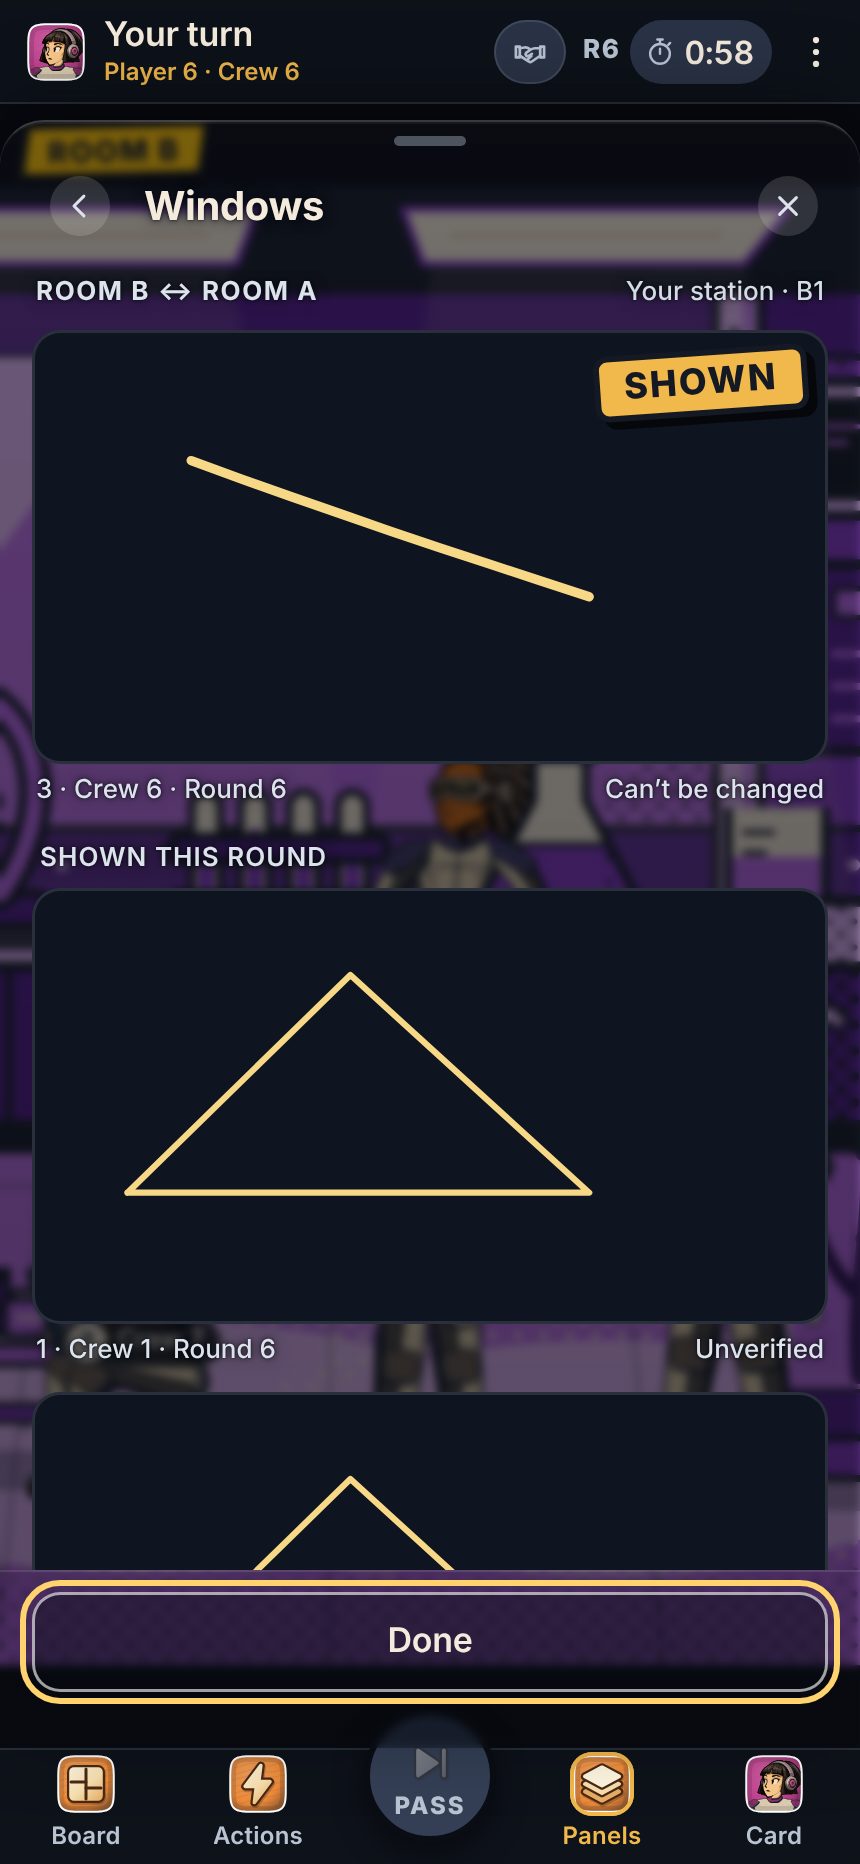 Your turn
Player 6 · Crew 6
R6
0:58
ROOM B
Windows
ROOM B ↔ ROOM A
Your station · B1
SHOWN
3 · Crew 6 · Round 6
Can’t be changed
SHOWN THIS ROUND
1 · Crew 1 · Round 6
Unverified
Done
PASS
Board
Actions
Panels
Card